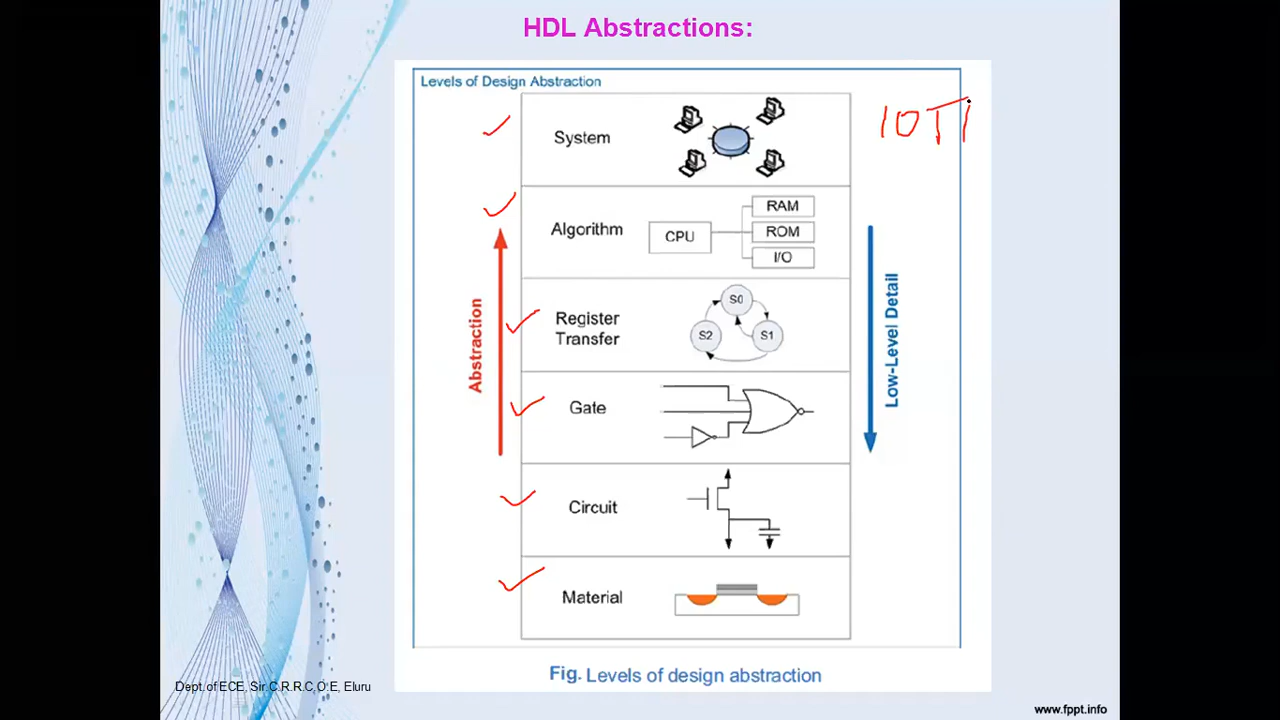 HDL Abstractions:
Levels of Design Abstraction
System
IOT
Algorithm
CPU
RAM
ROM
I/O
Abstraction
Low-Level Detail
Register
Transfer
S0
S2
S1
Gate
Circuit
Material
Fig. Levels of design abstraction
Dept. of ECE, Sir.C.R.R.C.O.E, Eluru
www.fppt.info